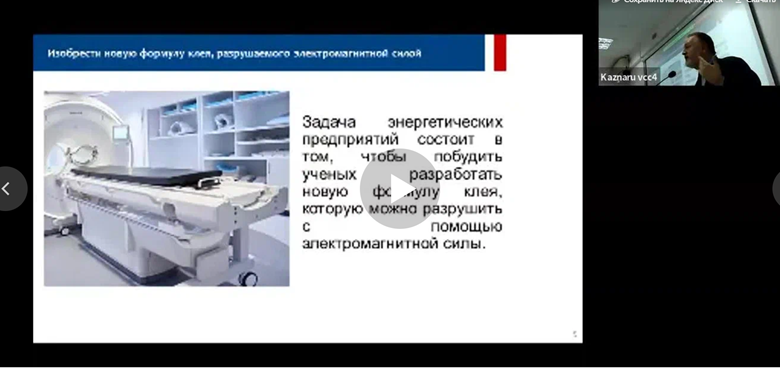 Сохранить на Яндекс Диск
Скачать
Kaznaru vcc4
Изобрести новую формулу клея, разрушаемого электромагнитной силой
Задача энергетических
предприятий состоит в
том, чтобы побудить
ученых разработать
новую формулу клея,
которую можно разрушить
с помощью
электромагнитной силы.
5